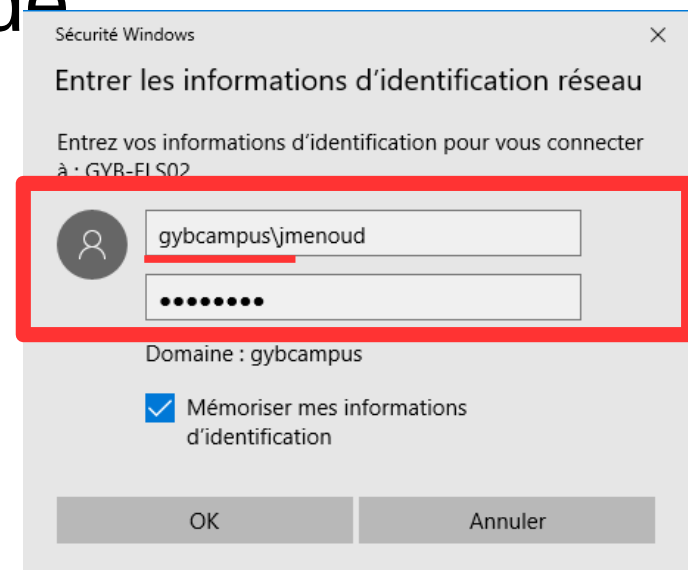 de
Sécurité Windows
Entrer les informations d'identification réseau
Entrez vos informations d'identification pour vous connecter
à : GYB-FLS02
gybcampus\jmenoud
●●●●●●●●
Domaine : gybcampus
Mémoriser mes informations
d'identification
OK
Annuler